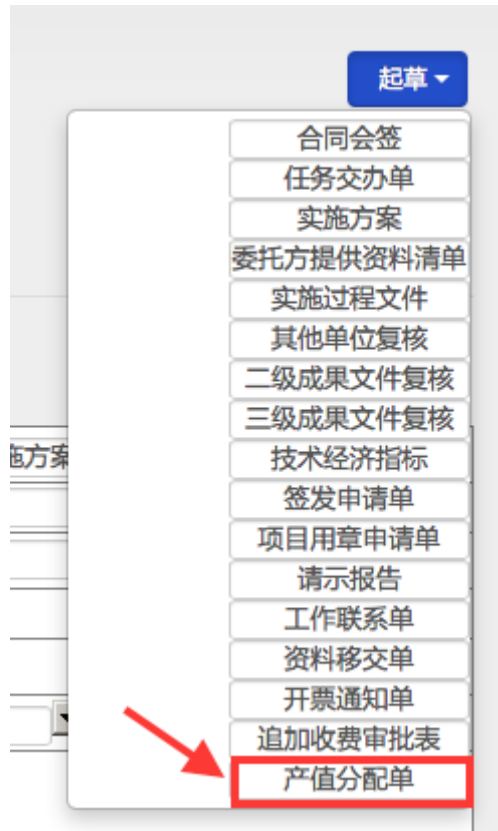 起草
合同会签
任务交办单
实施方案
委托方提供资料清单
实施过程文件
其他单位复核
二级成果文件复核
三级成果文件复核
施方案
技术经济指标
签发申请单
项目用章申请单
请示报告
工作联系单
资料移交单
开票通知单
追加收费审批表
产值分配单